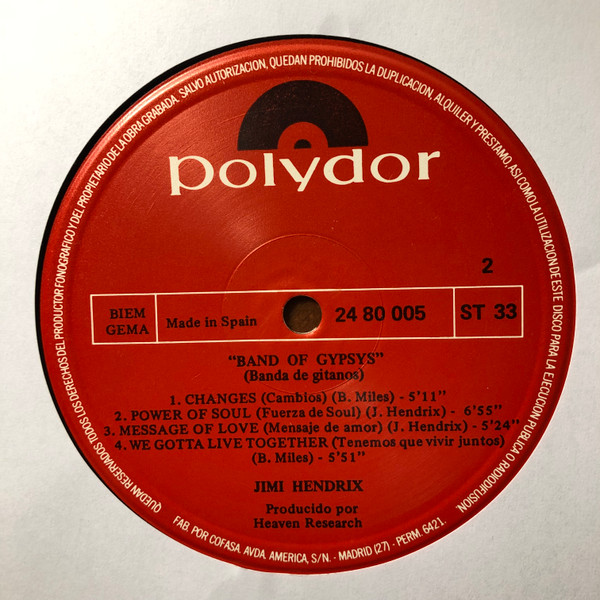 QUEDAN RESERVADOS TODOS LOS DERECHOS DEL PRODUCTOR FONOGRAFICO Y DEL PROPIETARIO DE LA OBRA GRABADA. SALVO AUTORIZACION, QUEDAN PROHIBIDOS LA DUPLICACION, ALQUILER Y PRESTAMO, ASI COMO LA UTILIZACION DE ESTE DISCO PARA LA EJECUCION PUBLICA O RADIODIFUSION.
polydor
2
BIEM
GEMA
Made in Spain
24 80 005
ST 33
"BAND OF GYPSYS"
(Banda de gitanos)
1. CHANGES (Cambios) (B. Miles) - 5'11"
2. POWER OF SOUL (Fuerza de Soul) (J. Hendrix) - 6'55"
3. MESSAGE OF LOVE (Mensaje de amor) (J. Hendrix) - 5'24"
4. WE GOTTA LIVE TOGETHER (Tenemos que vivir juntos)
(B. Miles) - 5'51"
JIMI HENDRIX
Producido por
Heaven Research
FAB. POR COFASA. AVDA. AMERICA, S/N. - MADRID (27) - PERM. 6421.